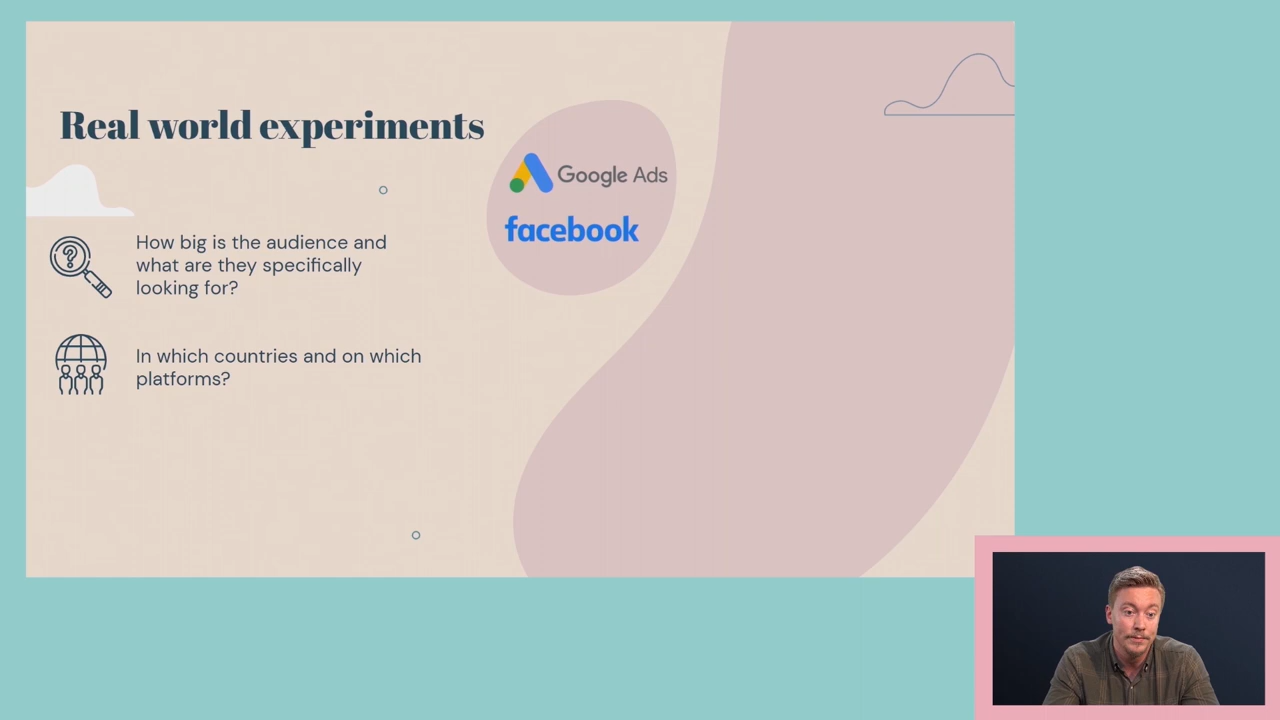 Real world experiments
Google Ads
facebook
How big is the audience and
what are they specifically
looking for?
In which countries and on which
platforms?